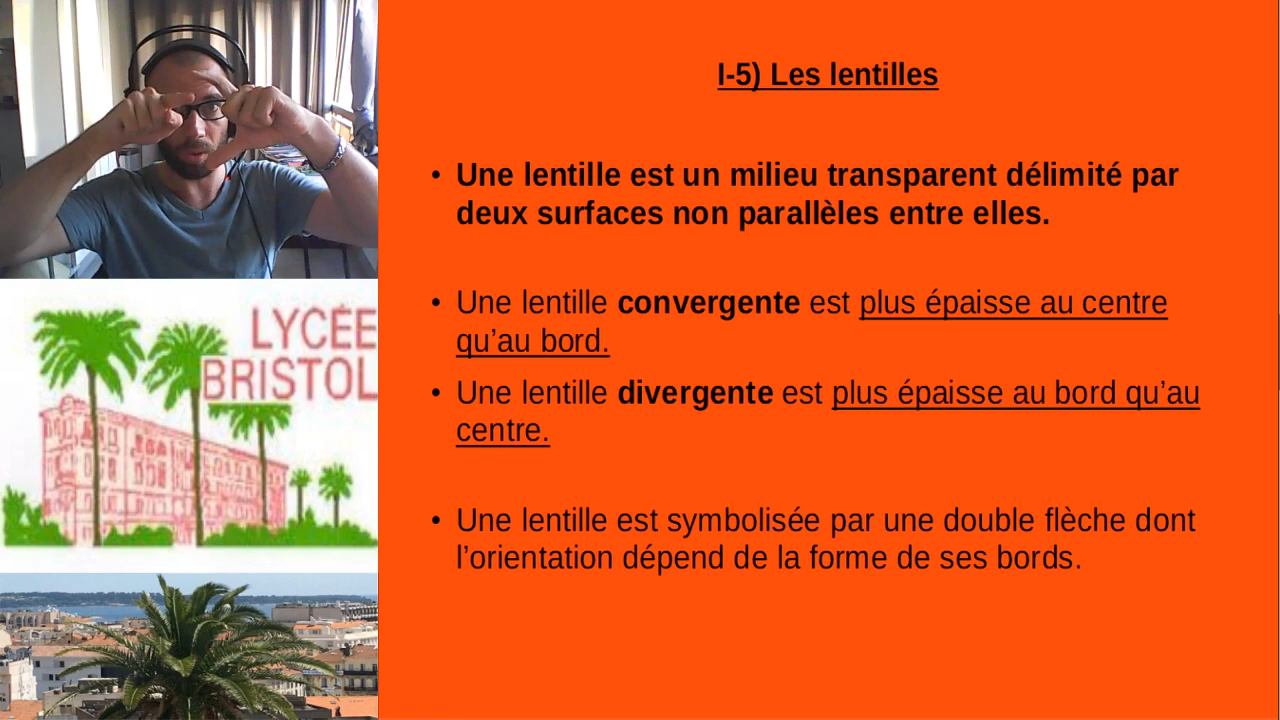 I-5) Les lentilles
• Une lentille est un milieu transparent délimité par
deux surfaces non parallèles entre elles.
• Une lentille convergente est plus épaisse au centre
qu’au bord.
• Une lentille divergente est plus épaisse au bord qu’au
centre.
• Une lentille est symbolisée par une double flèche dont
l’orientation dépend de la forme de ses bords.
LYCÉE
BRISTOL